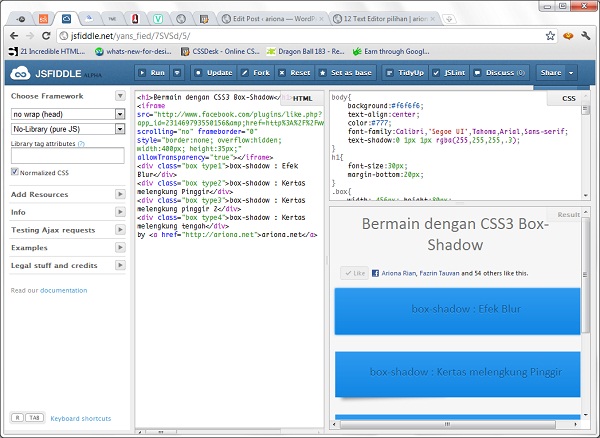 Edit Post ‹ ariona — WordP
12 Text Editor pilihan | ario
jsfiddle.net/yans_fied/7SVSd/5/
21 Incredible HTML...
whats-new-for-desi...
CSSDesk - Online CS...
Dragon Ball 183 - Re...
Earn through Googl...
JSFIDDLE ALPHA
Run
Update
Fork
Reset
Set as base
TidyUp
JSLint
Discuss (0)
Share
Choose Framework
no wrap (head)
No-Library (pure JS)
Library tag attributes (?)
Normalized CSS
Add Resources
Info
Testing Ajax requests
Examples
Legal stuff and credits
Read our documentation
R TAB Keyboard shortcuts
HTML
<h1>Bermain dengan CSS3 Box-Shadow</
<iframe
src="http://www.facebook.com/plugins/like.php?
app_id=231469793550156&amp;href=http%3A%2F%2Fww
scrolling="no" frameborder="0"
style="border:none; overflow:hidden;
width:400px; height:35px;"
allowTransparency="true"></iframe>
<div class="box type1">box-shadow : Efek
Blur</div>
<div class="box type2">box-shadow : Kertas
melengkung Pinggir</div>
<div class="box type3">box-shadow : Kertas
melengkung pinggir 2</div>
<div class="box type4">box-shadow : Kertas
melengkung tengah</div>
by <a href="http://ariona.net">ariona.net</a>
CSS
body{
background:#f6f6f6;
text-align:center;
color:#777;
font-family:Calibri,'Segoe UI',Tahoma,Arial,Sans-serif;
text-shadow:0 1px 1px rgba(255,255,255,.3);
}
h1{
font-size:30px;
margin-bottom:20px;
}
.box{
width: 456px; height:80px;
Result
Bermain dengan CSS3 Box-
Shadow
Like
Ariona Rian, Fazrin Tauvan and 54 others like this.
box-shadow : Efek Blur
box-shadow : Kertas melengkung Pinggir